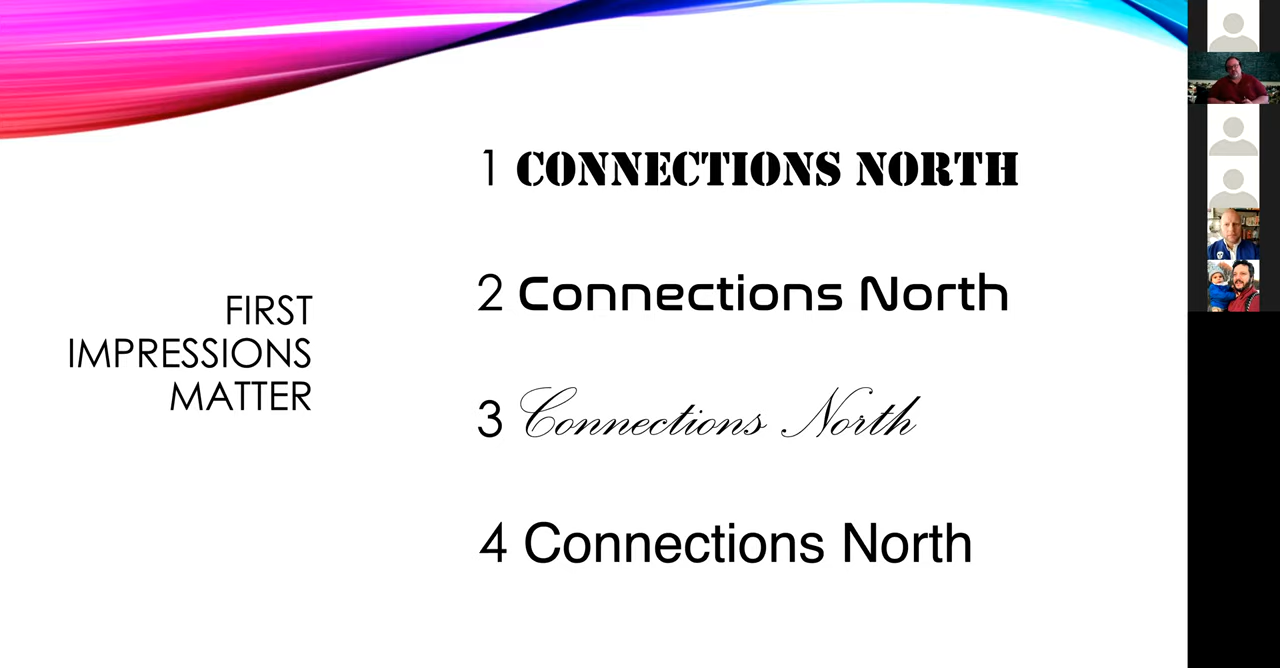 FIRST
IMPRESSIONS
MATTER
1 CONNECTIONS NORTH
2 Connections North
3 Connections North
4 Connections North